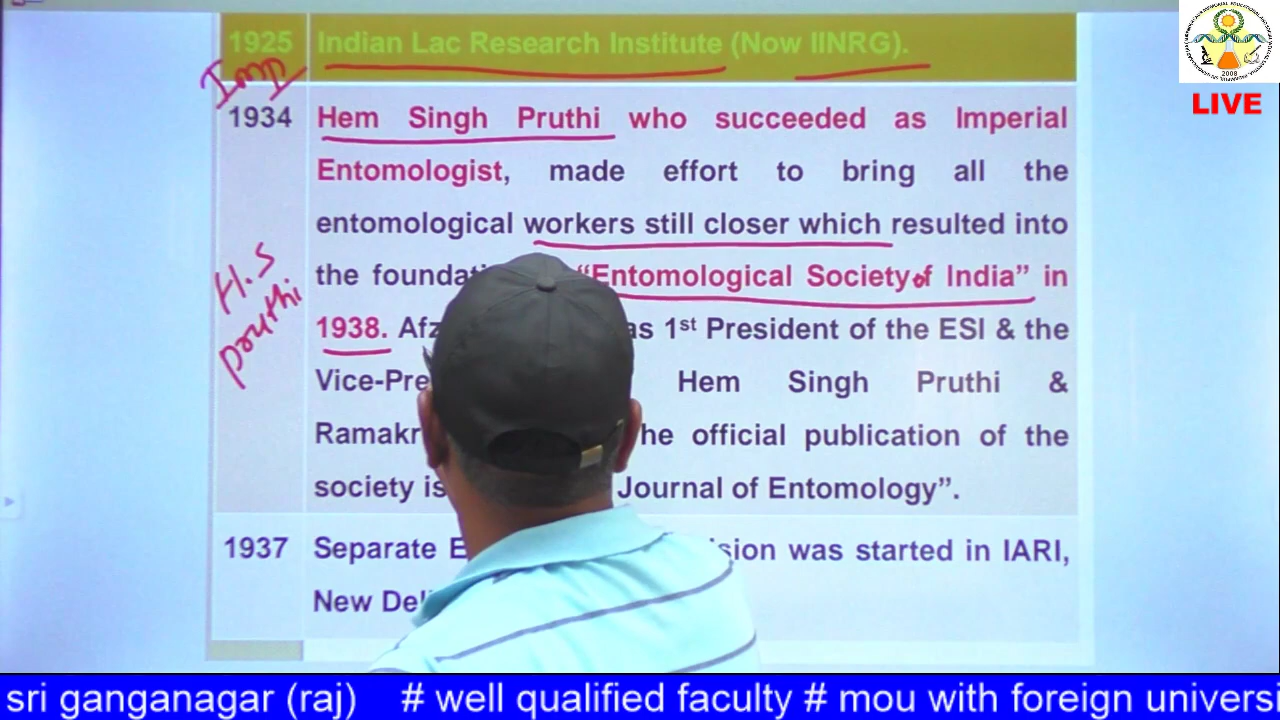 1925 Indian Lac Research Institute (Now IINRG).
Imp
1934 Hem Singh Pruthi who succeeded as Imperial
Entomologist, made effort to bring all the
entomological workers still closer which resulted into
the foundati "Entomological Society of India" in
1938. Afz as 1st President of the ESI & the
Vice-Pre Hem Singh Pruthi &
Ramakr he official publication of the
society is Journal of Entomology".
H.S
pruthi
1937 Separate E sion was started in IARI,
New Del
2008
LIVE
sri ganganagar (raj) # well qualified faculty # mou with foreign universi